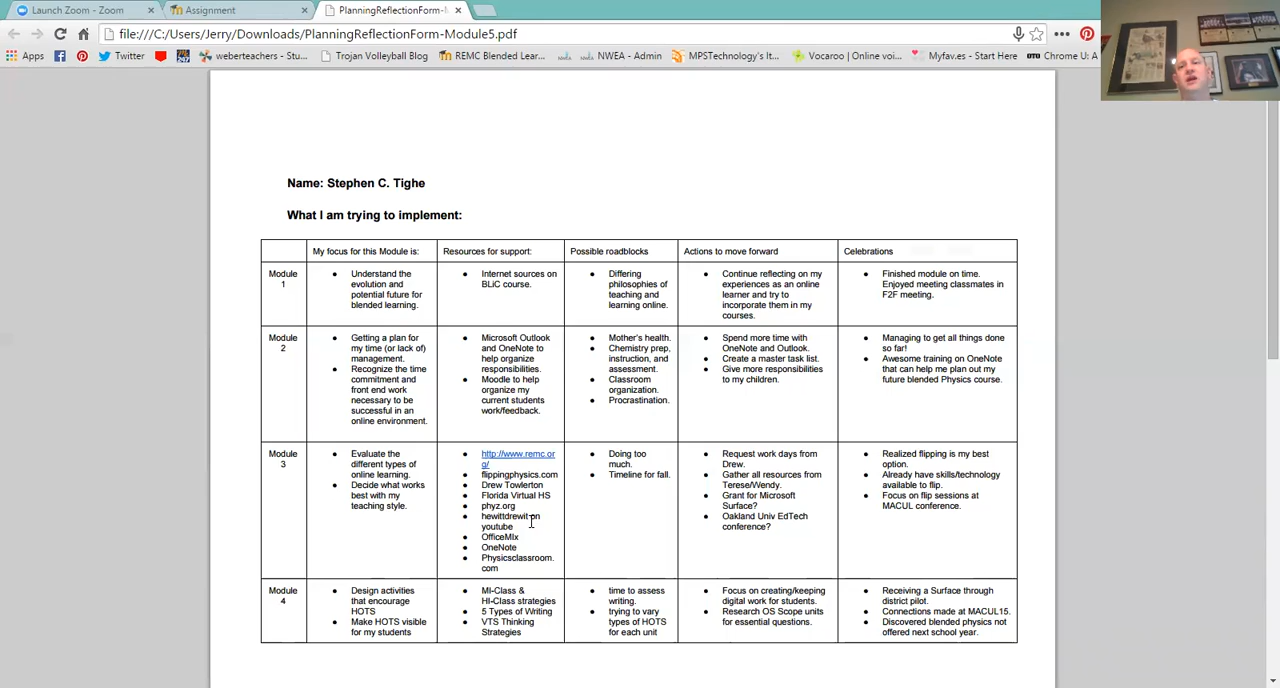 Launch Zoom - Zoom
Assignment
PlanningReflectionForm-M
file:///C:/Users/Jerry/Downloads/PlanningReflectionForm-Module5.pdf
Apps
Twitter
weberteachers - Stu...
Trojan Volleyball Blog
REMC Blended Lear...
NWEA - Admin
MPSTechnology's It...
Vocaroo | Online voi...
Myfav.es - Start Here
Chrome U: A
Name: Stephen C. Tighe
What I am trying to implement:
My focus for this Module is:
Resources for support:
Possible roadblocks
Actions to move forward
Celebrations
Module
1
Understand the
evolution and
potential future for
blended learning.
Internet sources on
BLiC course.
Differing
philosophies of
teaching and
learning online.
Continue reflecting on my
experiences as an online
learner and try to
incorporate them in my
courses.
Finished module on time.
Enjoyed meeting classmates in
F2F meeting.
Module
2
Getting a plan for
my time (or lack of)
management.
Recognize the time
commitment and
front end work
necessary to be
successful in an
online environment.
Microsoft Outlook
and OneNote to
help organize
responsibilities.
Moodle to help
organize my
current students
work/feedback.
Mother's health.
Chemistry prep,
instruction, and
assessment.
Classroom
organization.
Procrastination.
Spend more time with
OneNote and Outlook.
Create a master task list.
Give more responsibilities
to my children.
Managing to get all things done
so far!
Awesome training on OneNote
that can help me plan out my
future blended Physics course.
Module
3
Evaluate the
different types of
online learning.
Decide what works
best with my
teaching style.
http://www.remc.or
g/
flippingphysics.com
Drew Towlerton
Florida Virtual HS
phyz.org
hewittdrewit on
youtube
OfficeMIx
OneNote
Physicsclassroom.
com
Doing too
much.
Timeline for fall.
Request work days from
Drew.
Gather all resources from
Terese/Wendy.
Grant for Microsoft
Surface?
Oakland Univ EdTech
conference?
Realized flipping is my best
option.
Already have skills/technology
available to flip.
Focus on flip sessions at
MACUL conference.
Module
4
Design activities
that encourage
HOTS
Make HOTS visible
for my students
MI-Class &
HI-Class strategies
5 Types of Writing
VTS Thinking
Strategies
time to assess
writing.
trying to vary
types of HOTS
for each unit
Focus on creating/keeping
digital work for students.
Research OS Scope units
for essential questions.
Receiving a Surface through
district pilot.
Connections made at MACUL15.
Discovered blended physics not
offered next school year.